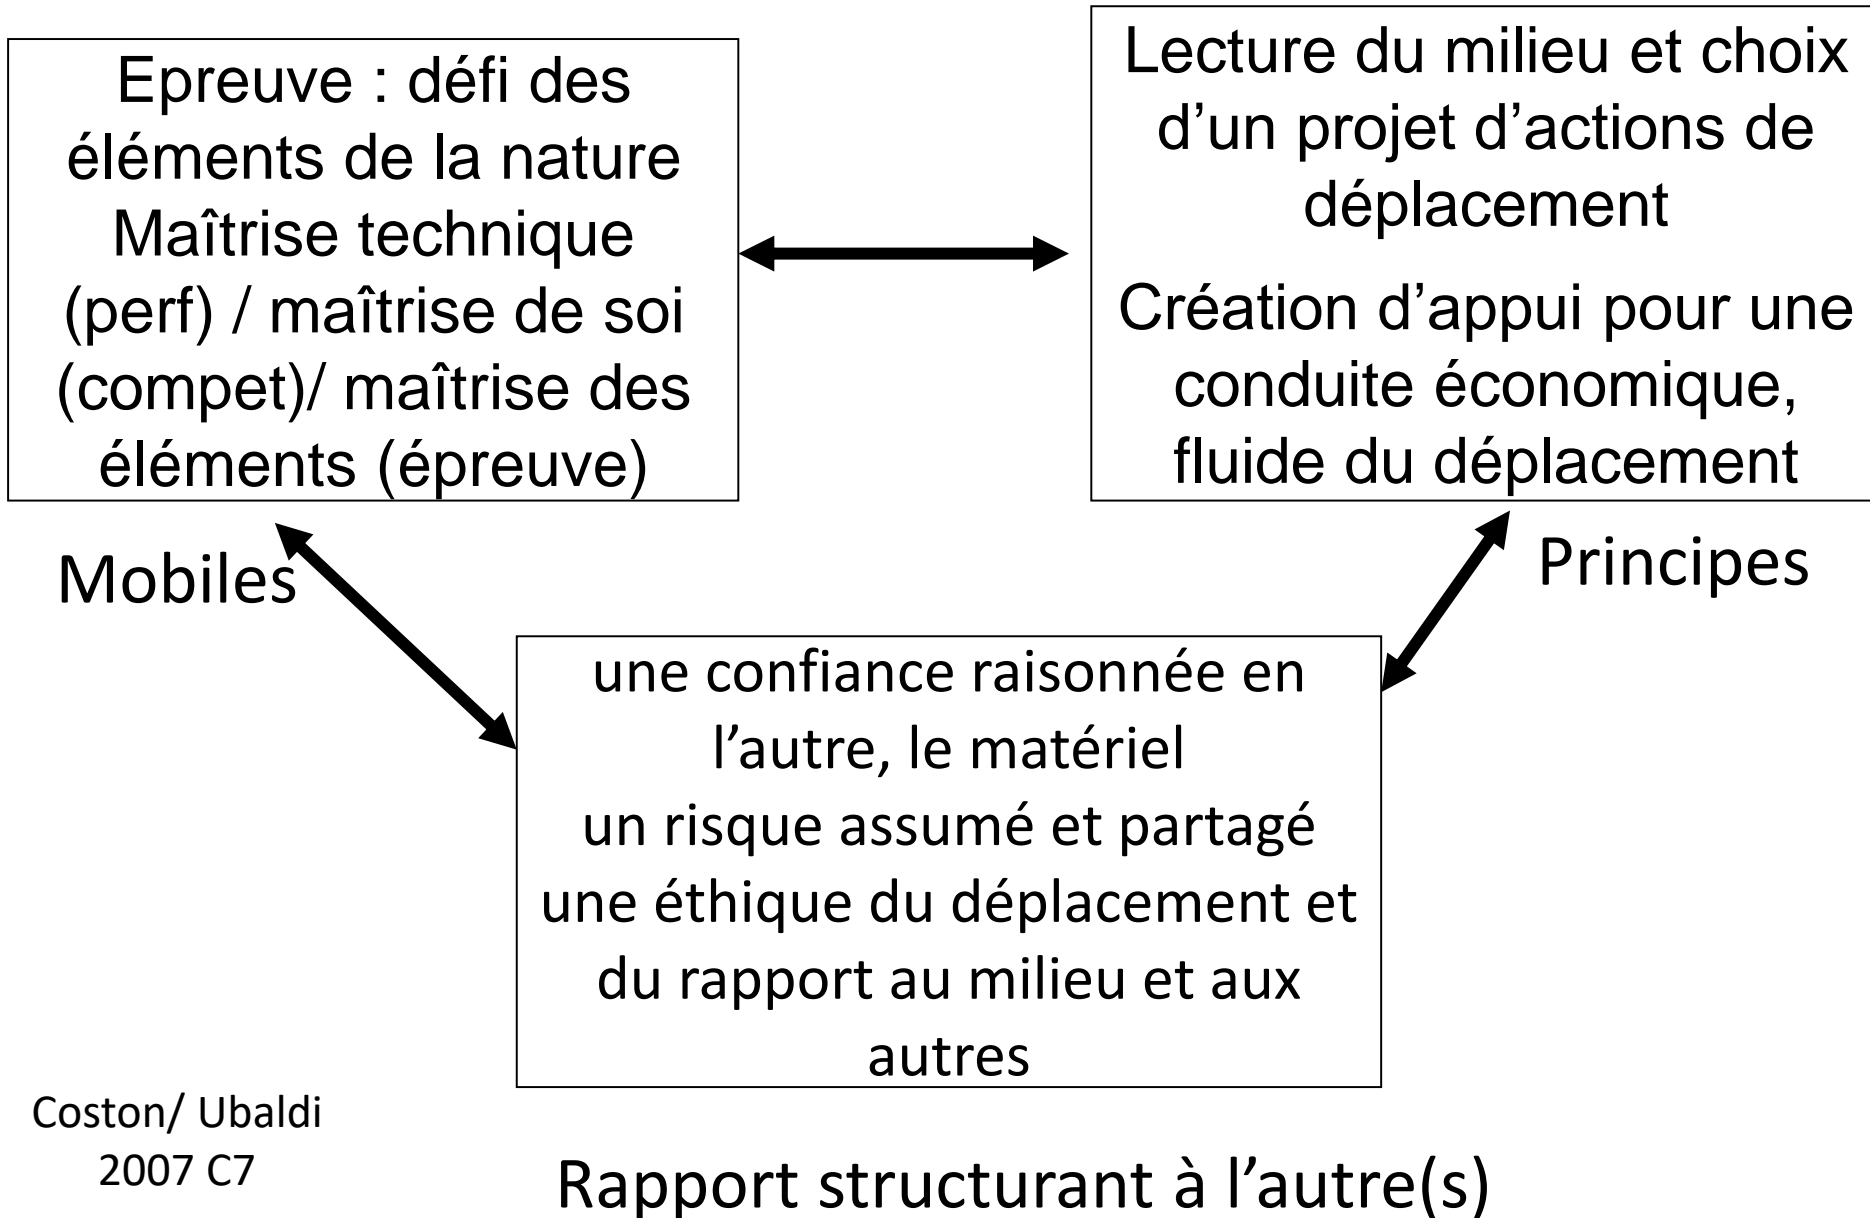 Epreuve : défi des
éléments de la nature
Maîtrise technique
(perf) / maîtrise de soi
(compet)/ maîtrise des
éléments (épreuve)
Mobiles
Lecture du milieu et choix
d’un projet d’actions de
déplacement
Création d’appui pour une
conduite économique,
fluide du déplacement
Principes
une confiance raisonnée en
l’autre, le matériel
un risque assumé et partagé
une éthique du déplacement et
du rapport au milieu et aux
autres
Rapport structurant à l’autre(s)
Coston/ Ubaldi
2007 C7